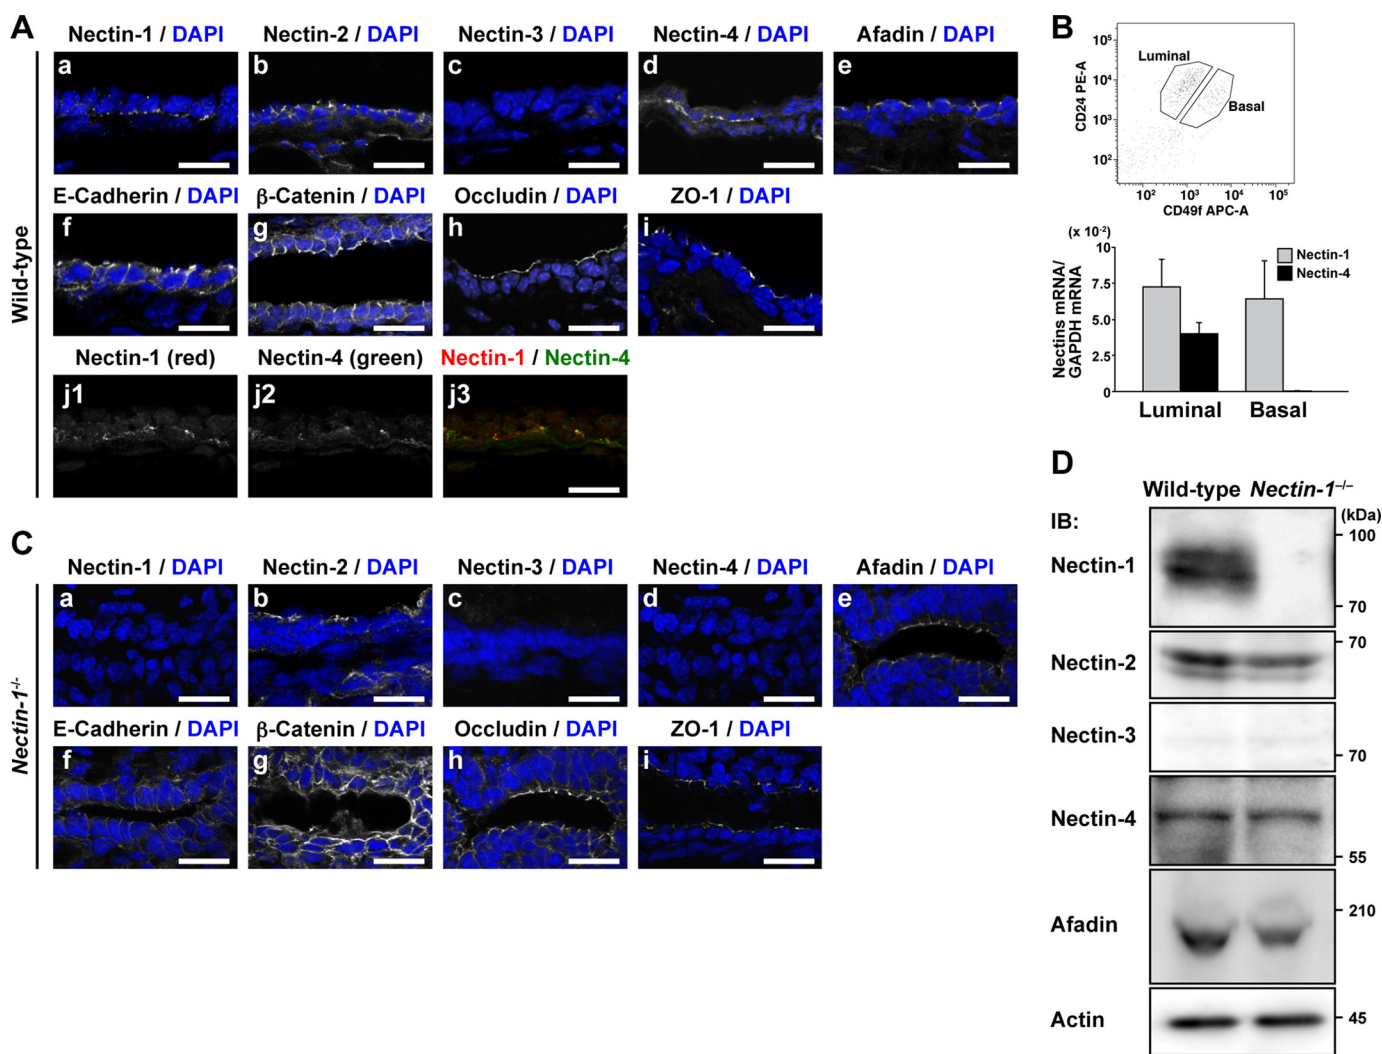 A
Nectin-1 / DAPI
Nectin-2 / DAPI
Nectin-3 / DAPI
Nectin-4 / DAPI
Afadin / DAPI
a
b
c
d
e
E-Cadherin / DAPI
β-Catenin / DAPI
Occludin / DAPI
ZO-1 / DAPI
f
g
h
i
Wild-type
Nectin-1 (red)
Nectin-4 (green)
Nectin-1 / Nectin-4
j1
j2
j3
B
CD24 PE-A
10⁵
10⁴
10³
10²
Luminal
Basal
10²
10³
10⁴
10⁵
CD49f APC-A
(x 10⁻²)
Nectins mRNA/
GAPDH mRNA
10
7.5
5.0
2.5
0
Nectin-1
Nectin-4
Luminal
Basal
C
Nectin-1 / DAPI
Nectin-2 / DAPI
Nectin-3 / DAPI
Nectin-4 / DAPI
Afadin / DAPI
a
b
c
d
e
E-Cadherin / DAPI
β-Catenin / DAPI
Occludin / DAPI
ZO-1 / DAPI
f
g
h
i
Nectin-1⁻/⁻
D
Wild-type Nectin-1⁻/⁻
IB:
(kDa)
Nectin-1
100
70
Nectin-2
70
Nectin-3
70
Nectin-4
55
Afadin
210
Actin
45